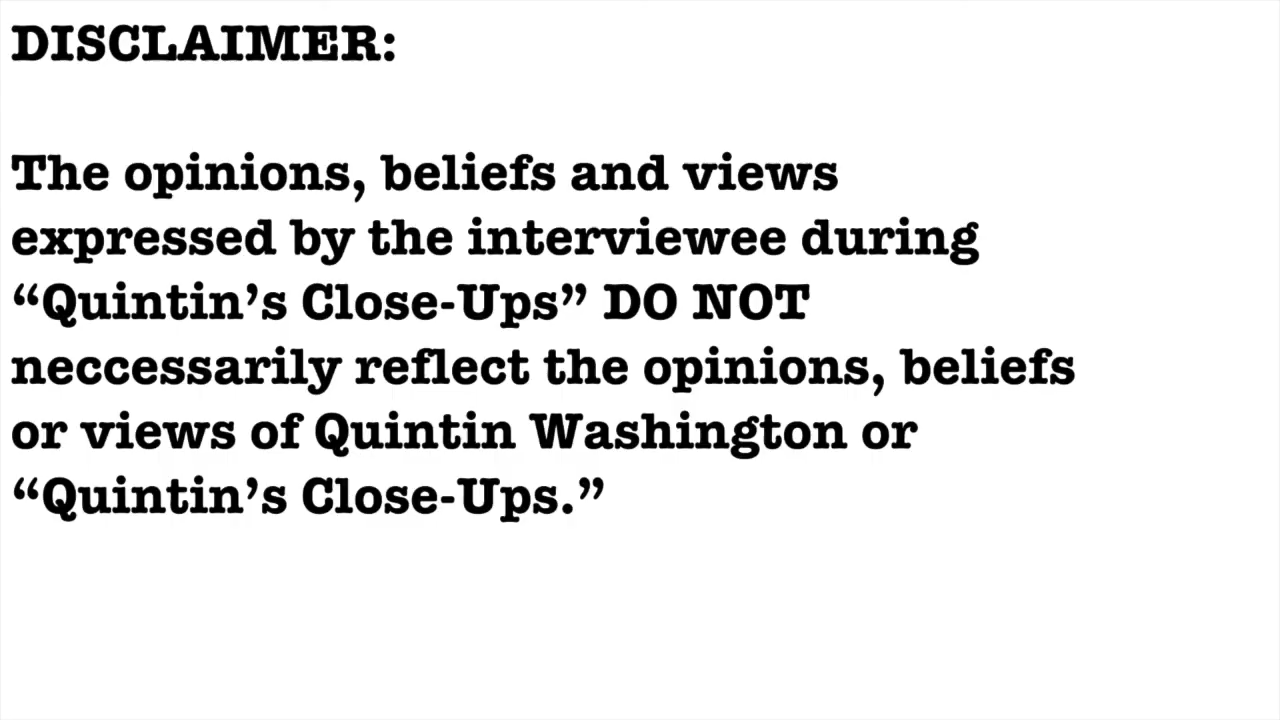 DISCLAIMER:
The opinions, beliefs and views
expressed by the interviewee during
“Quintin’s Close-Ups” DO NOT
neccessarily reflect the opinions, beliefs
or views of Quintin Washington or
“Quintin’s Close-Ups.”